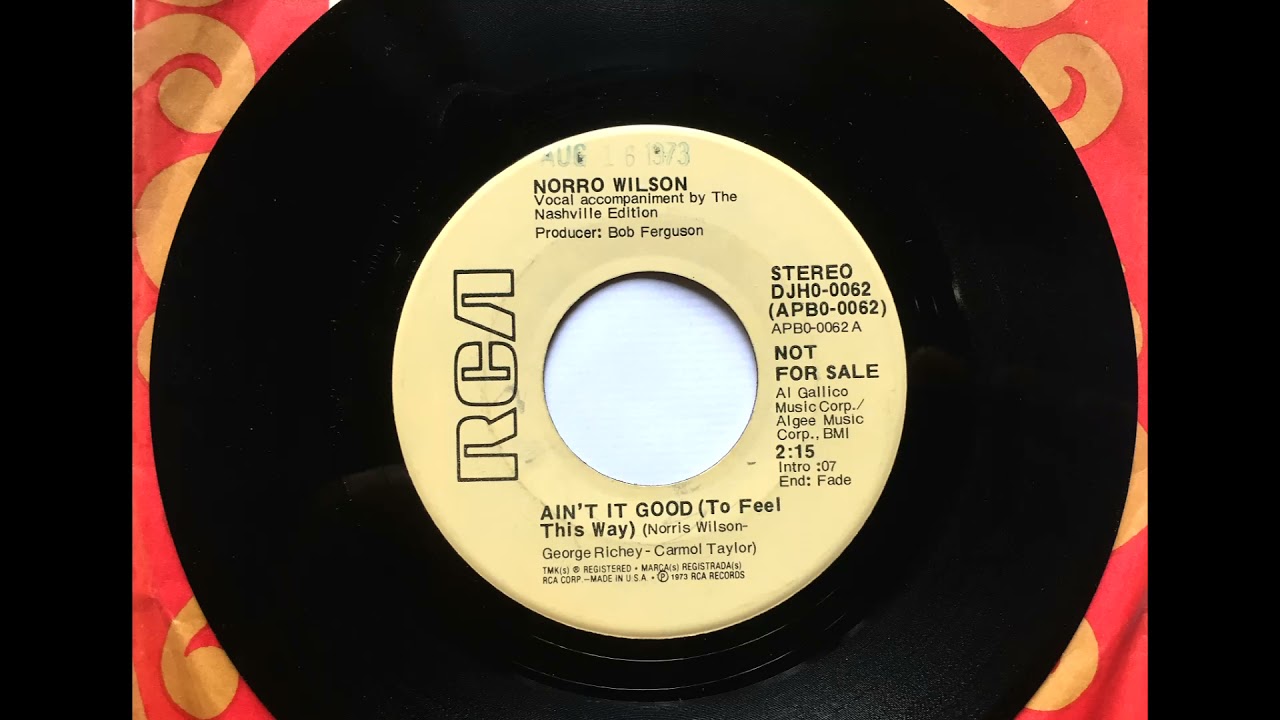 AUG 16 1973
NORRO WILSON
Vocal accompaniment by The
Nashville Edition
Producer: Bob Ferguson
RCA
STEREO
DJH0-0062
(APB0-0062)
APB0-0062 A
NOT
FOR SALE
Al Gallico
Music Corp./
Algee Music
Corp., BMI
2:15
Intro :07
End: Fade
AIN'T IT GOOD (To Feel
This Way) (Norris Wilson-
George Richey - Carmol Taylor)
TMK(s) ® REGISTERED • MARCA(s) REGISTRADA(s)
RCA CORP.-MADE IN U.S.A. • ℗ 1973 RCA RECORDS